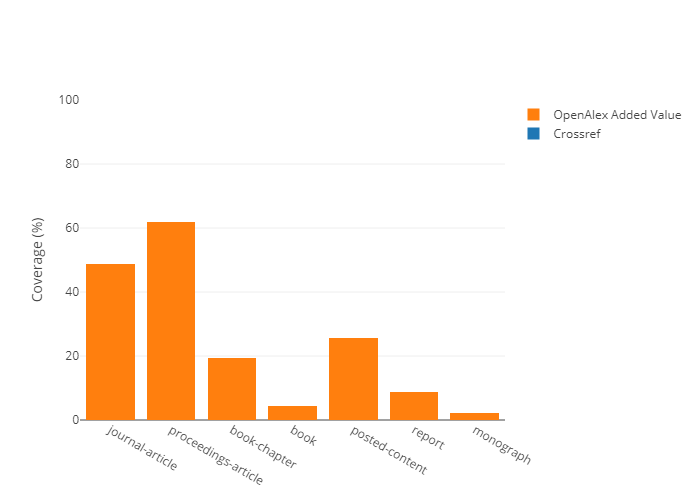 100
80
60
40
20
0
Coverage (%)
journal-article
proceedings-article
book-chapter
book
posted-content
report
monograph
OpenAlex Added Value
Crossref